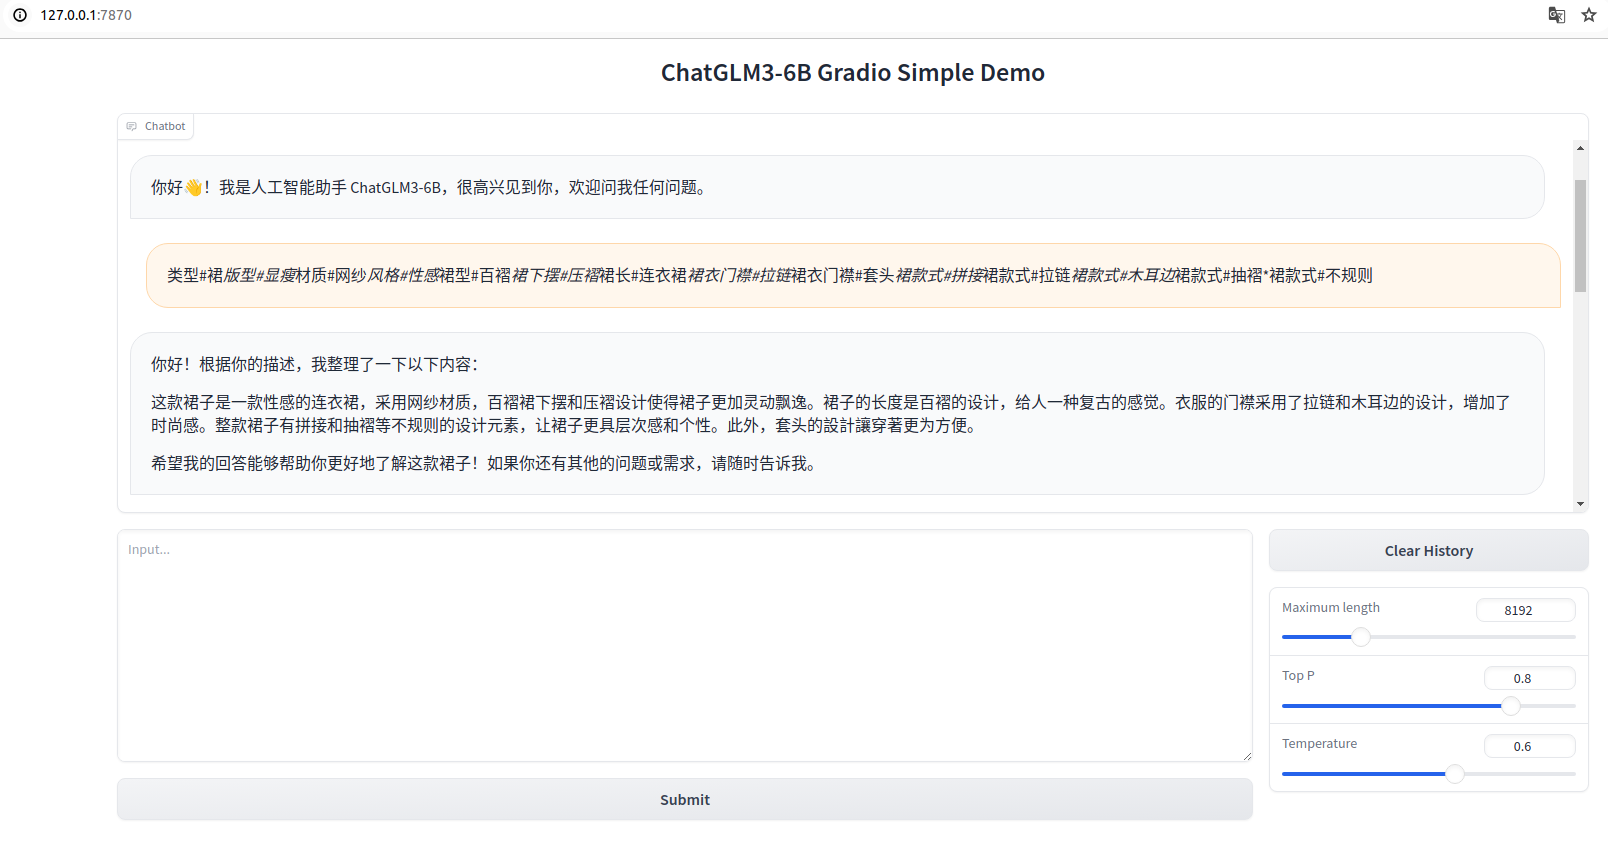 127.0.0.1:7870
ChatGLM3-6B Gradio Simple Demo
Chatbot
你好👋！我是人工智能助手 ChatGLM3-6B，很高兴见到你，欢迎问我任何问题。
类型#裙版型#显瘦材质#网纱风格#性感裙型#百褶裙下摆#压褶裙长#连衣裙裙衣门襟#拉链裙衣门襟#套头裙款式#拼接裙款式#拉链裙款式#木耳边裙款式#抽褶*裙款式#不规则
你好！根据你的描述，我整理了一下以下内容：
这款裙子是一款性感的连衣裙，采用网纱材质，百褶裙下摆和压褶设计使得裙子更加灵动飘逸。裙子的长度是百褶的设计，给人一种复古的感觉。衣服的门襟采用了拉链和木耳边的设计，增加了
时尚感。整款裙子有拼接和抽褶等不规则的设计元素，让裙子更具层次感和个性。此外，套头的設計讓穿著更为方便。
希望我的回答能够帮助你更好地了解这款裙子！如果你还有其他的问题或需求，请随时告诉我。
Input...
Clear History
Maximum length
8192
Top P
0.8
Temperature
0.6
Submit